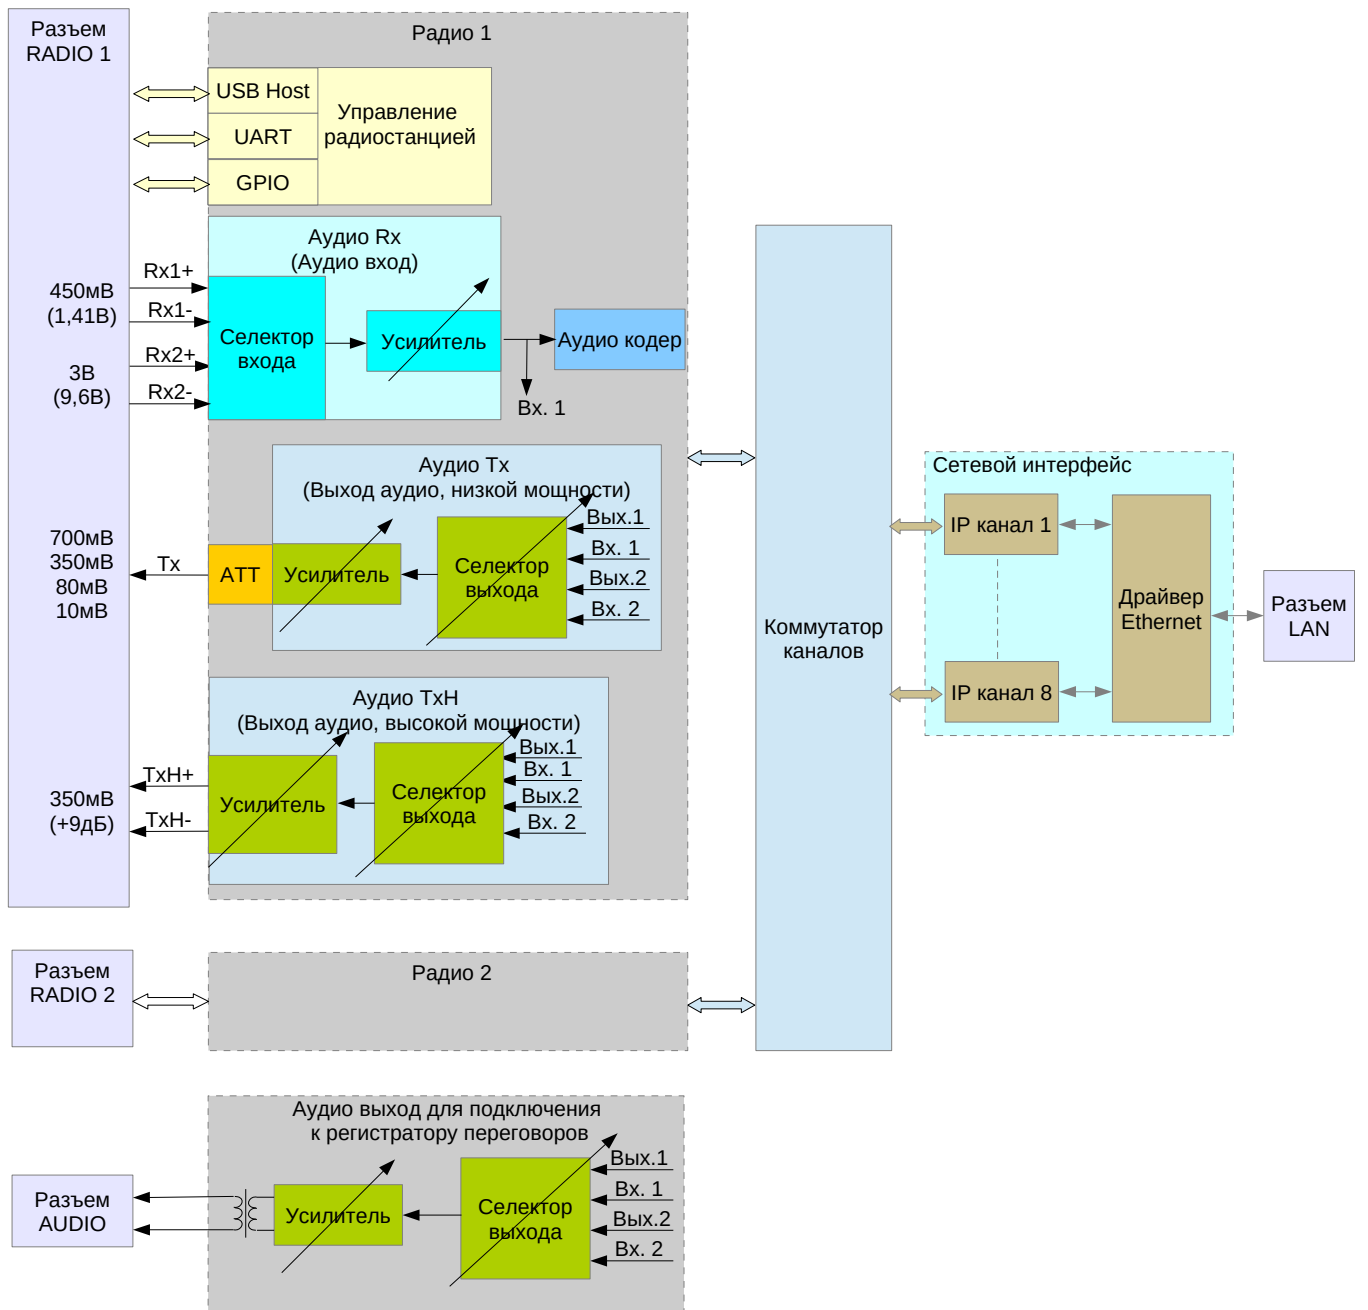 Разъем
RADIO 1
Радио 1
USB Host
UART
GPIO
Управление
радиостанцией
Аудио Rx
(Аудио вход)
450мВ
(1,41В)
3В
(9,6В)
Rx1+
Rx1-
Rx2+
Rx2-
Селектор
входа
Усилитель
Аудио кодер
Вх. 1
Аудио Tx
(Выход аудио, низкой мощности)
700мВ
350мВ
80мВ
10мВ
Tx
ATT
Усилитель
Селектор
выхода
Вых.1
Вх. 1
Вых.2
Вх. 2
Аудио TxH
(Выход аудио, высокой мощности)
350мВ
(+9дБ)
TxH+
TxH-
Усилитель
Селектор
выхода
Вых.1
Вх. 1
Вых.2
Вх. 2
Коммутатор
каналов
Сетевой интерфейс
IP канал 1
IP канал 8
Драйвер
Ethernet
Разъем
LAN
Разъем
RADIO 2
Радио 2
Аудио выход для подключения
к регистратору переговоров
Разъем
AUDIO
Усилитель
Селектор
выхода
Вых.1
Вх. 1
Вых.2
Вх. 2